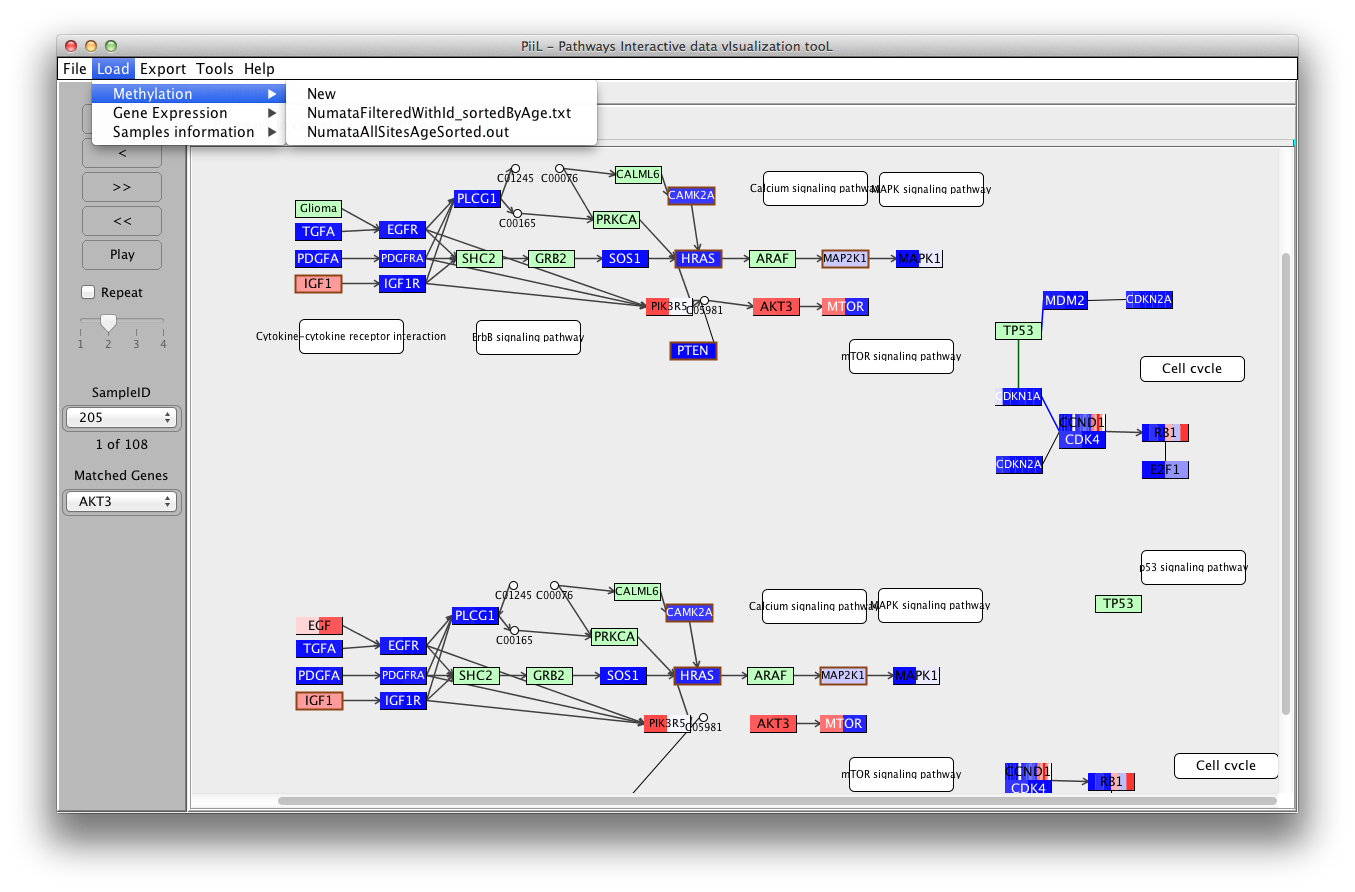 PiiL - Pathways Interactive data vIsualization tooL
File Load Export Tools Help
Methylation
Gene Expression
Samples information
New
NumataFilteredWithId_sortedByAge.txt
NumataAllSitesAgeSorted.out
<
>>
<<
Play
Repeat
1 2 3 4
SampleID
205
1 of 108
Matched Genes
AKT3
C01245 C00076 CALML6 Calcium signaling pathway MAPK signaling pathway
PLCG1 CAMK2A
Glioma C00165 PRKCA
TGFA EGFR
PDGFA PDGFRA SHC2 GRB2 SOS1 HRAS ARAF MAP2K1 MAPK1
IGF1 IGF1R
PIK3R5 C05981 AKT3 MTOR MDM2 CDKN2A
Cytokine-cytokine receptor interaction ErbB signaling pathway TP53
PTEN mTOR signaling pathway
Cell cycle
CDKN1A
CCND1 RB1
CDK4
CDKN2A E2F1
p53 signaling pathway
C01245 C00076 CALML6 Calcium signaling pathway MAPK signaling pathway TP53
PLCG1 CAMK2A
EGF C00165 PRKCA
TGFA EGFR
PDGFA PDGFRA SHC2 GRB2 SOS1 HRAS ARAF MAP2K1 MAPK1
IGF1 IGF1R
PIK3R5 C05981 AKT3 MTOR
mTOR signaling pathway CCND1 RB1 Cell cycle
CDK4